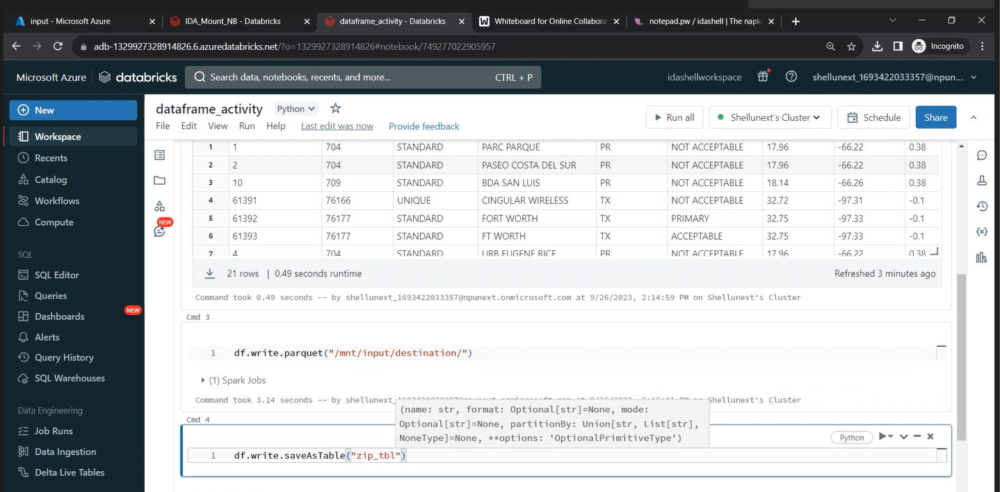 input - Microsoft Azure
IDA_Mount_NB - Databricks
dataframe_activity - Databricks
W Whiteboard for Online Collabora
notepad.pw / idashell | The napki
adb-1329927328914826.6.azuredatabricks.net/?o=1329927328914826#notebook/749277022905957
Incognito
Microsoft Azure
databricks
Search data, notebooks, recents, and more...
CTRL + P
idashellworkspace
shellunext_1693422033357@npun...
New
Workspace
Recents
Catalog
Workflows
Compute
SQL
SQL Editor
Queries
Dashboards
NEW
Alerts
Query History
SQL Warehouses
Data Engineering
Job Runs
Data Ingestion
Delta Live Tables
dataframe_activity
Python
Run all
Shellunext's Cluster
Schedule
Share
File Edit View Run Help Last edit was now Provide feedback
NEW
1 1 704 STANDARD PARC PARQUE PR NOT ACCEPTABLE 17.96 -66.22 0.38
2 2 704 STANDARD PASEO COSTA DEL SUR PR NOT ACCEPTABLE 17.96 -66.22 0.38
3 10 709 STANDARD BDA SAN LUIS PR NOT ACCEPTABLE 18.14 -66.26 0.38
4 61391 76166 UNIQUE CINGULAR WIRELESS TX NOT ACCEPTABLE 32.72 -97.31 -0.1
5 61392 76177 STANDARD FORT WORTH TX PRIMARY 32.75 -97.33 -0.1
6 61393 76177 STANDARD FT WORTH TX ACCEPTABLE 32.75 -97.33 -0.1
7 4 704 STANDARD URB EUGENE RICE PR NOT ACCEPTABLE 17.96 -66.22 0.38
21 rows | 0.49 seconds runtime
Refreshed 3 minutes ago
Command took 0.49 seconds -- by shellunext_1693422033357@npunext.onmicrosoft.com at 9/26/2023, 2:14:59 PM on Shellunext's Cluster
Cmd 3
1 df.write.parquet("/mnt/input/destination/")
(1) Spark Jobs
Command took 3.14 seconds -- by shellunext_1693422033357@npunext.onmicrosoft.com at 9/26/2023, 2:16:41 PM on Shellunext's Cluster
(name: str, format: Optional[str]=None, mode:
Optional[str]=None, partitionBy: Union[str, List[str],
NoneType]=None, **options: 'OptionalPrimitiveType')
Cmd 4
Python
1 df.write.saveAsTable("zip_tbl")